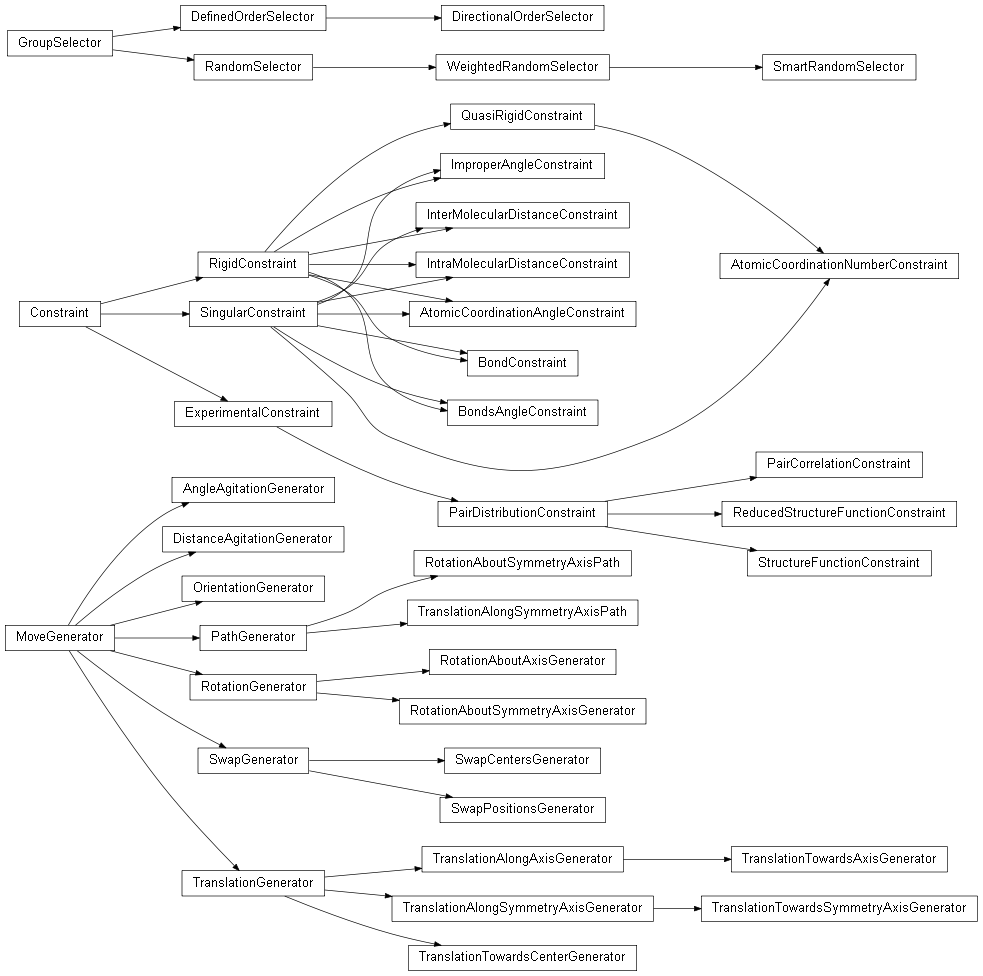 DefinedOrderSelector
DirectionalOrderSelector
GroupSelector
RandomSelector
WeightedRandomSelector
SmartRandomSelector
QuasiRigidConstraint
ImproperAngleConstraint
InterMolecularDistanceConstraint
RigidConstraint
IntraMolecularDistanceConstraint
AtomicCoordinationNumberConstraint
Constraint
SingularConstraint
AtomicCoordinationAngleConstraint
BondConstraint
ExperimentalConstraint
BondsAngleConstraint
PairCorrelationConstraint
AngleAgitationGenerator
PairDistributionConstraint
ReducedStructureFunctionConstraint
DistanceAgitationGenerator
RotationAboutSymmetryAxisPath
StructureFunctionConstraint
OrientationGenerator
TranslationAlongSymmetryAxisPath
MoveGenerator
PathGenerator
RotationAboutAxisGenerator
RotationGenerator
RotationAboutSymmetryAxisGenerator
SwapGenerator
SwapCentersGenerator
SwapPositionsGenerator
TranslationAlongAxisGenerator
TranslationTowardsAxisGenerator
TranslationGenerator
TranslationAlongSymmetryAxisGenerator
TranslationTowardsSymmetryAxisGenerator
TranslationTowardsCenterGenerator